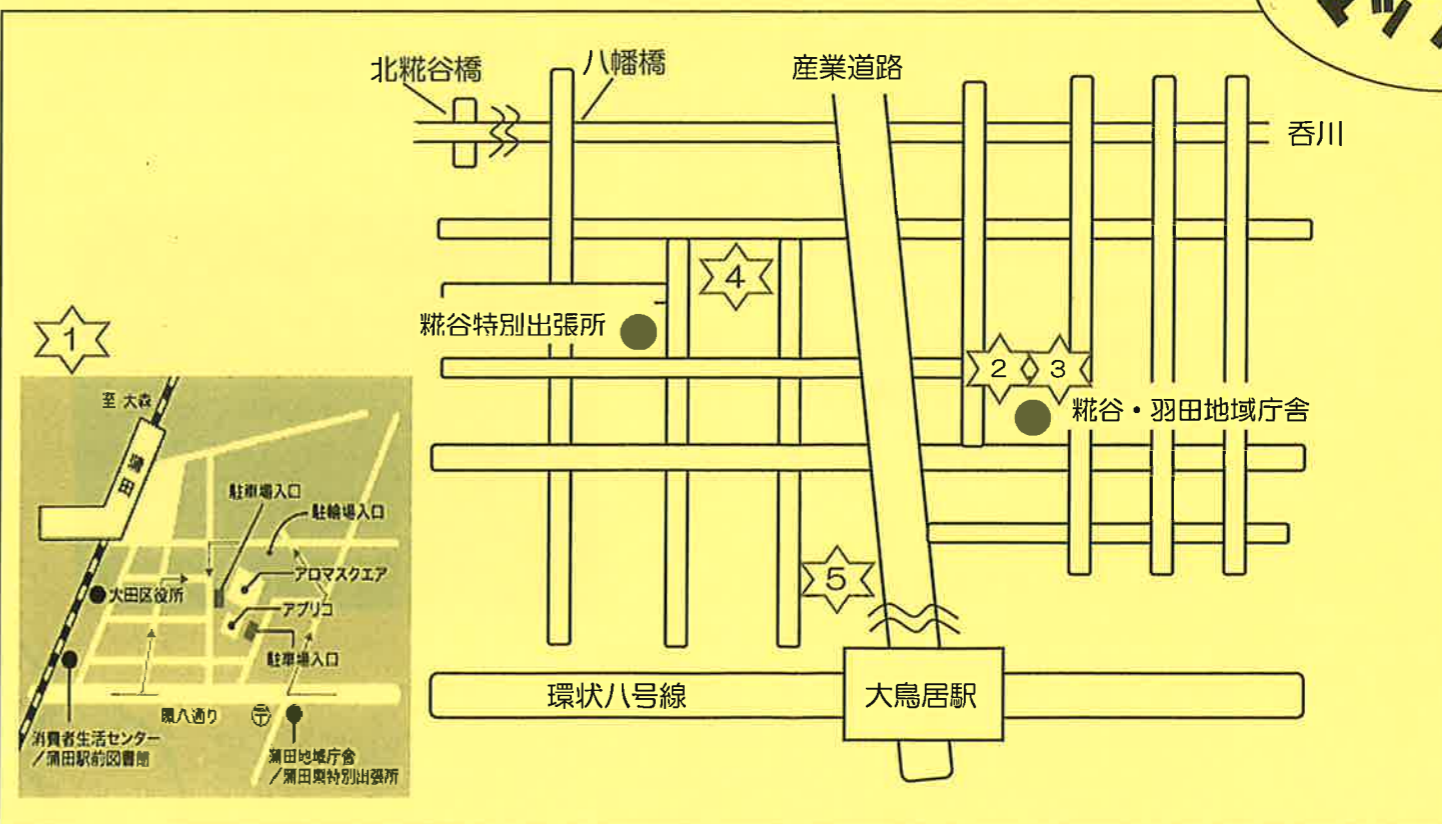 マップ
北糀谷橋
八幡橋
産業道路
呑川
4
糀谷特別出張所
1
2
3
糀谷・羽田地域庁舎
5
環状八号線
大鳥居駅
至 大森
蒲田
駐車場入口
駐輪場入口
アロマスクエア
大田区役所
アプリコ
駐車場入口
環八通り
〒
消費者生活センター
/蒲田駅前図書館
蒲田地域庁舎
/蒲田東特別出張所